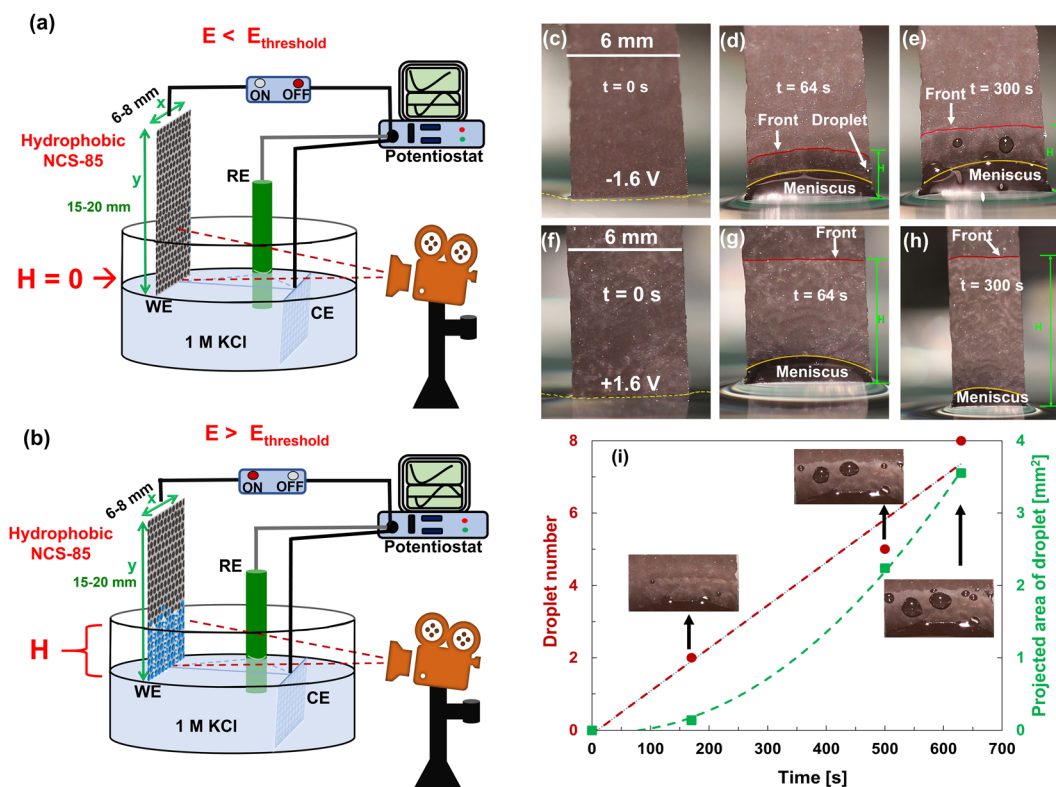 (a)
E < E_threshold
ON OFF
6-8 mm
x
Hydrophobic
NCS-85
y
15-20 mm
RE
Potentiostat
H = 0 →
WE
CE
1 M KCl
(b)
E > E_threshold
ON OFF
6-8 mm
x
Hydrophobic
NCS-85
y
15-20 mm
RE
Potentiostat
H
WE
CE
1 M KCl
(c)
6 mm
t = 0 s
-1.6 V
(d)
t = 64 s
Front
Droplet
H
Meniscus
(e)
t = 300 s
Front
H
Meniscus
(f)
6 mm
t = 0 s
+1.6 V
(g)
Front
t = 64 s
H
Meniscus
(h)
Front
t = 300 s
H
Meniscus
(i)
Droplet number
8
6
4
2
0
Projected area of droplet [mm²]
4
3
2
1
0
0 100 200 300 400 500 600 700
Time [s]